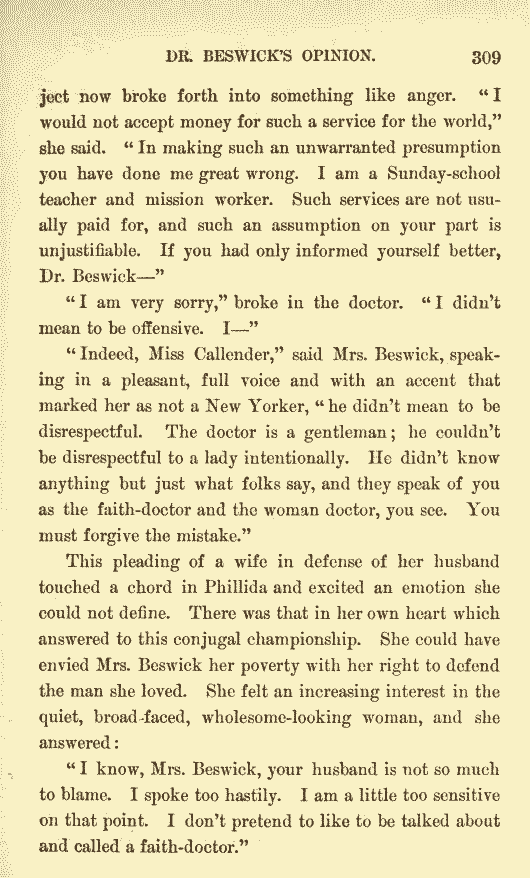 DR. BESWICK'S OPINION. 309
ject now broke forth into something like anger. "I
would not accept money for such a service for the world,"
she said. "In making such an unwarranted presumption
you have done me great wrong. I am a Sunday-school
teacher and mission worker. Such services are not usu-
ally paid for, and such an assumption on your part is
unjustifiable. If you had only informed yourself better,
Dr. Beswick—"
"I am very sorry," broke in the doctor. "I didn't
mean to be offensive. I—"
"Indeed, Miss Callender," said Mrs. Beswick, speak-
ing in a pleasant, full voice and with an accent that
marked her as not a New Yorker, "he didn't mean to be
disrespectful. The doctor is a gentleman; he couldn't
be disrespectful to a lady intentionally. He didn't know
anything but just what folks say, and they speak of you
as the faith-doctor and the woman doctor, you see. You
must forgive the mistake."
This pleading of a wife in defense of her husband
touched a chord in Phillida and excited an emotion she
could not define. There was that in her own heart which
answered to this conjugal championship. She could have
envied Mrs. Beswick her poverty with her right to defend
the man she loved. She felt an increasing interest in the
quiet, broad-faced, wholesome-looking woman, and she
answered:
"I know, Mrs. Beswick, your husband is not so much
to blame. I spoke too hastily. I am a little too sensitive
on that point. I don't pretend to like to be talked about
and called a faith-doctor."